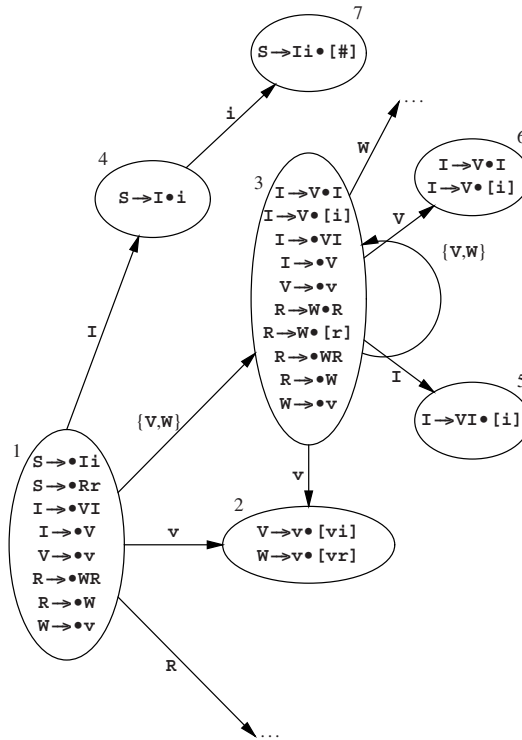 7
S→Ii•[#]
i
...
W
4
S→I•i
6
I→V•I
I→V•[i]
3
I→V•I
I→V•[i]
I→•VI
I→•V
V→•v
R→W•R
R→W•[r]
R→•WR
R→•W
W→•v
V
{V,W}
I
I
5
I→VI•[i]
{V,W}
1
S→•Ii
S→•Rr
I→•VI
I→•V
V→•v
R→•WR
R→•W
W→•v
v
v
2
V→v•[vi]
W→v•[vr]
R
...